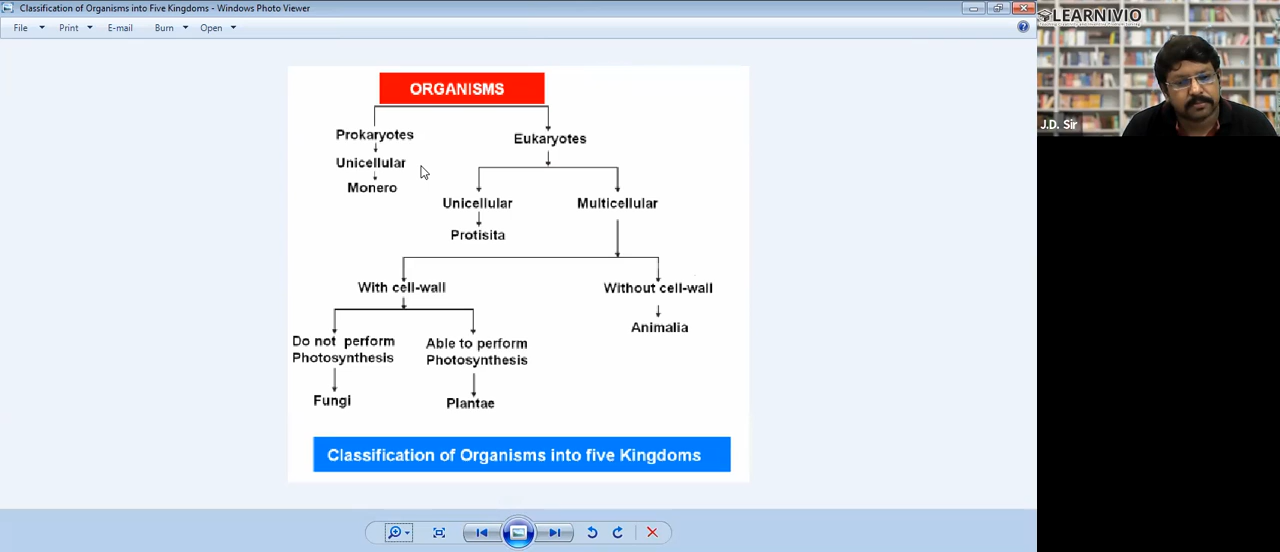 Classification of Organisms into Five Kingdoms - Windows Photo Viewer
File Print E-mail Burn Open
LEARNIVIO
J.D. Sir
ORGANISMS
Prokaryotes
Eukaryotes
Unicellular
Monero
Unicellular
Multicellular
Protisita
With cell-wall
Without cell-wall
Animalia
Do not perform
Photosynthesis
Able to perform
Photosynthesis
Fungi
Plantae
Classification of Organisms into five Kingdoms